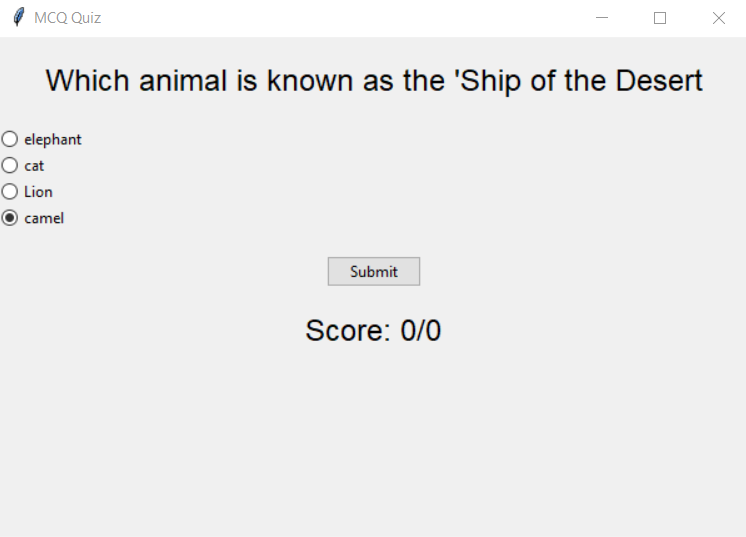 MCQ Quiz
Which animal is known as the 'Ship of the Desert
elephant
cat
Lion
camel
Submit
Score: 0/0